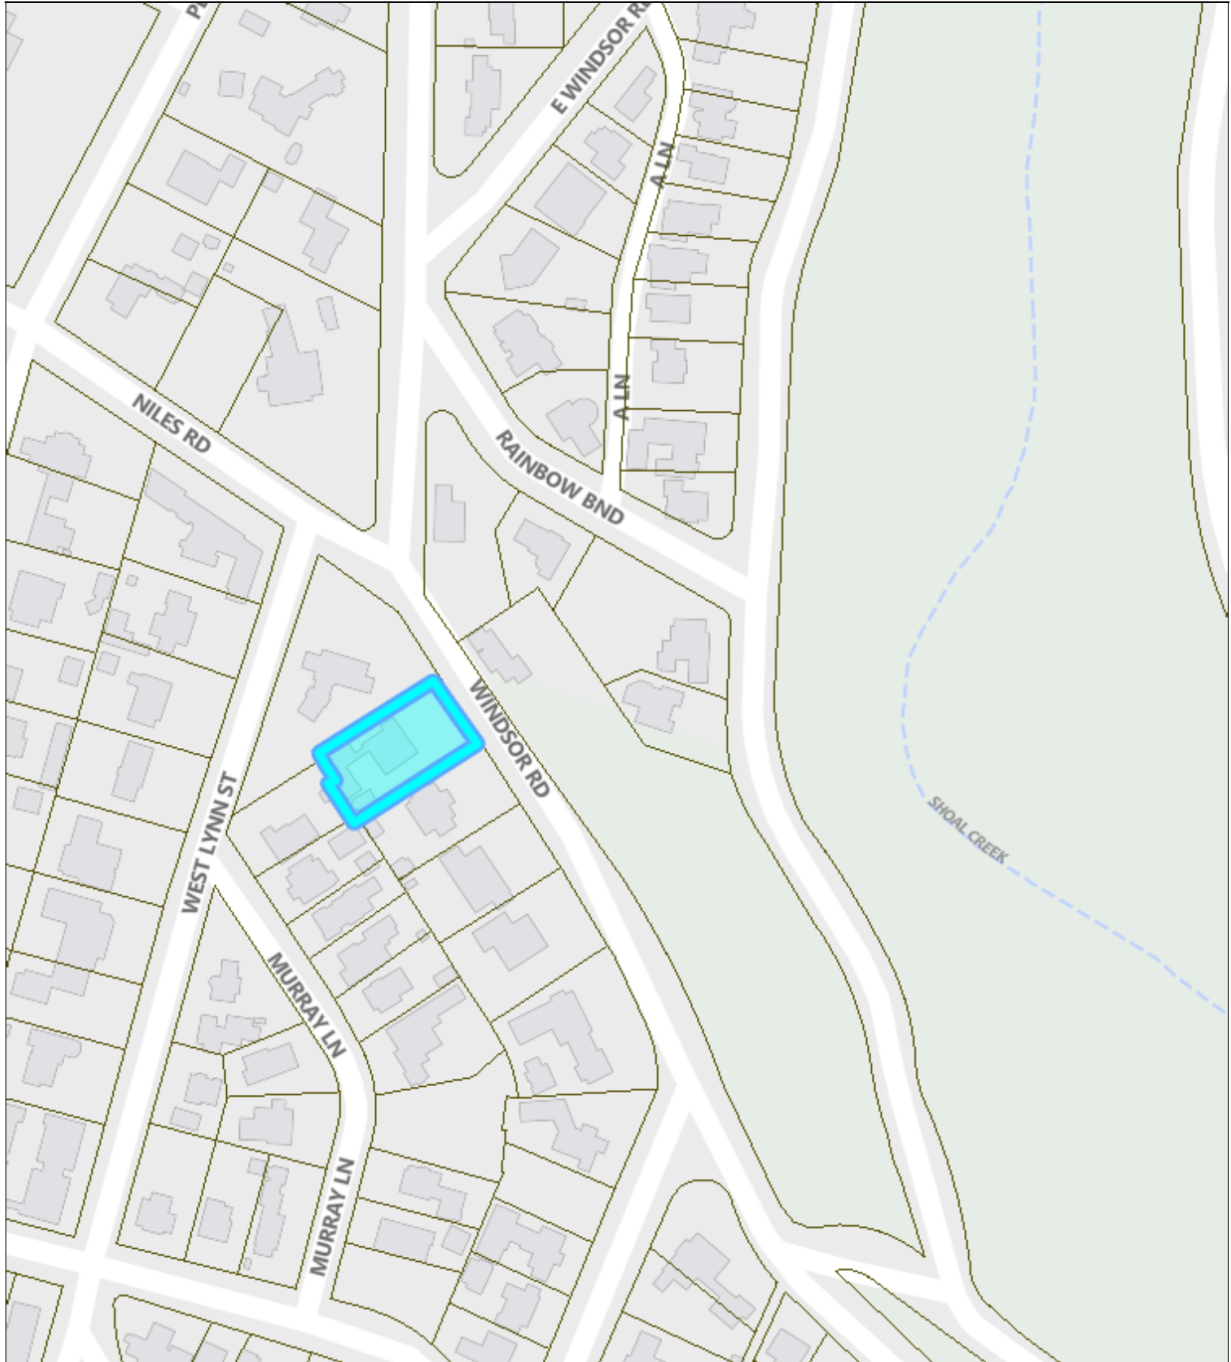 E WINDSOR RD
A LN
A LN
NILES RD
RAINBOW BND
WINDSOR RD
WEST LYNN ST
SHOAL CREEK
MURRAY LN
MURRAY LN